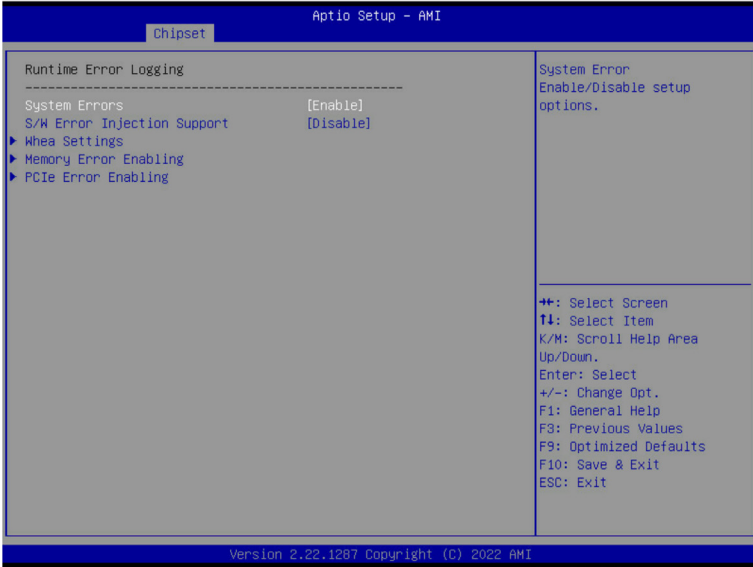 Aptio Setup – AMI
Chipset
Runtime Error Logging
System Errors [Enable]
S/W Error Injection Support [Disable]
Whea Settings
Memory Error Enabling
PCIe Error Enabling
System Error
Enable/Disable setup
options.
→←: Select Screen
↑↓: Select Item
K/M: Scroll Help Area
Up/Down.
Enter: Select
+/-: Change Opt.
F1: General Help
F3: Previous Values
F9: Optimized Defaults
F10: Save & Exit
ESC: Exit
Version 2.22.1287 Copyright (C) 2022 AMI